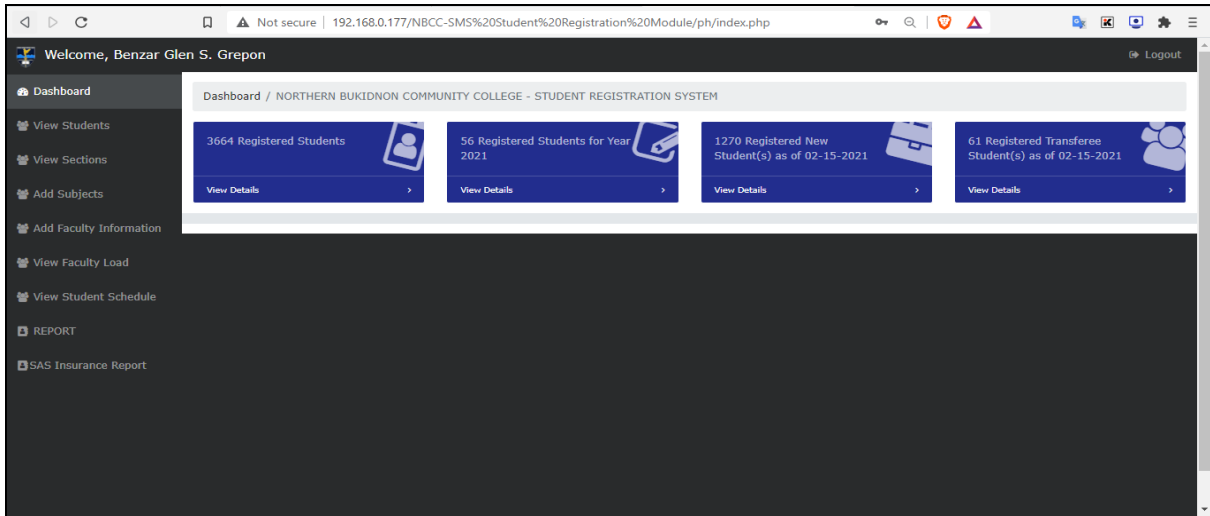 Not secure | 192.168.0.177/NBCC-SMS%20Student%20Registration%20Module/ph/index.php
Welcome, Benzar Glen S. Grepon
Logout
Dashboard
View Students
View Sections
Add Subjects
Add Faculty Information
View Faculty Load
View Student Schedule
REPORT
SAS Insurance Report
Dashboard / NORTHERN BUKIDNON COMMUNITY COLLEGE - STUDENT REGISTRATION SYSTEM
3664 Registered Students
View Details
56 Registered Students for Year
2021
View Details
1270 Registered New
Student(s) as of 02-15-2021
View Details
61 Registered Transferee
Student(s) as of 02-15-2021
View Details